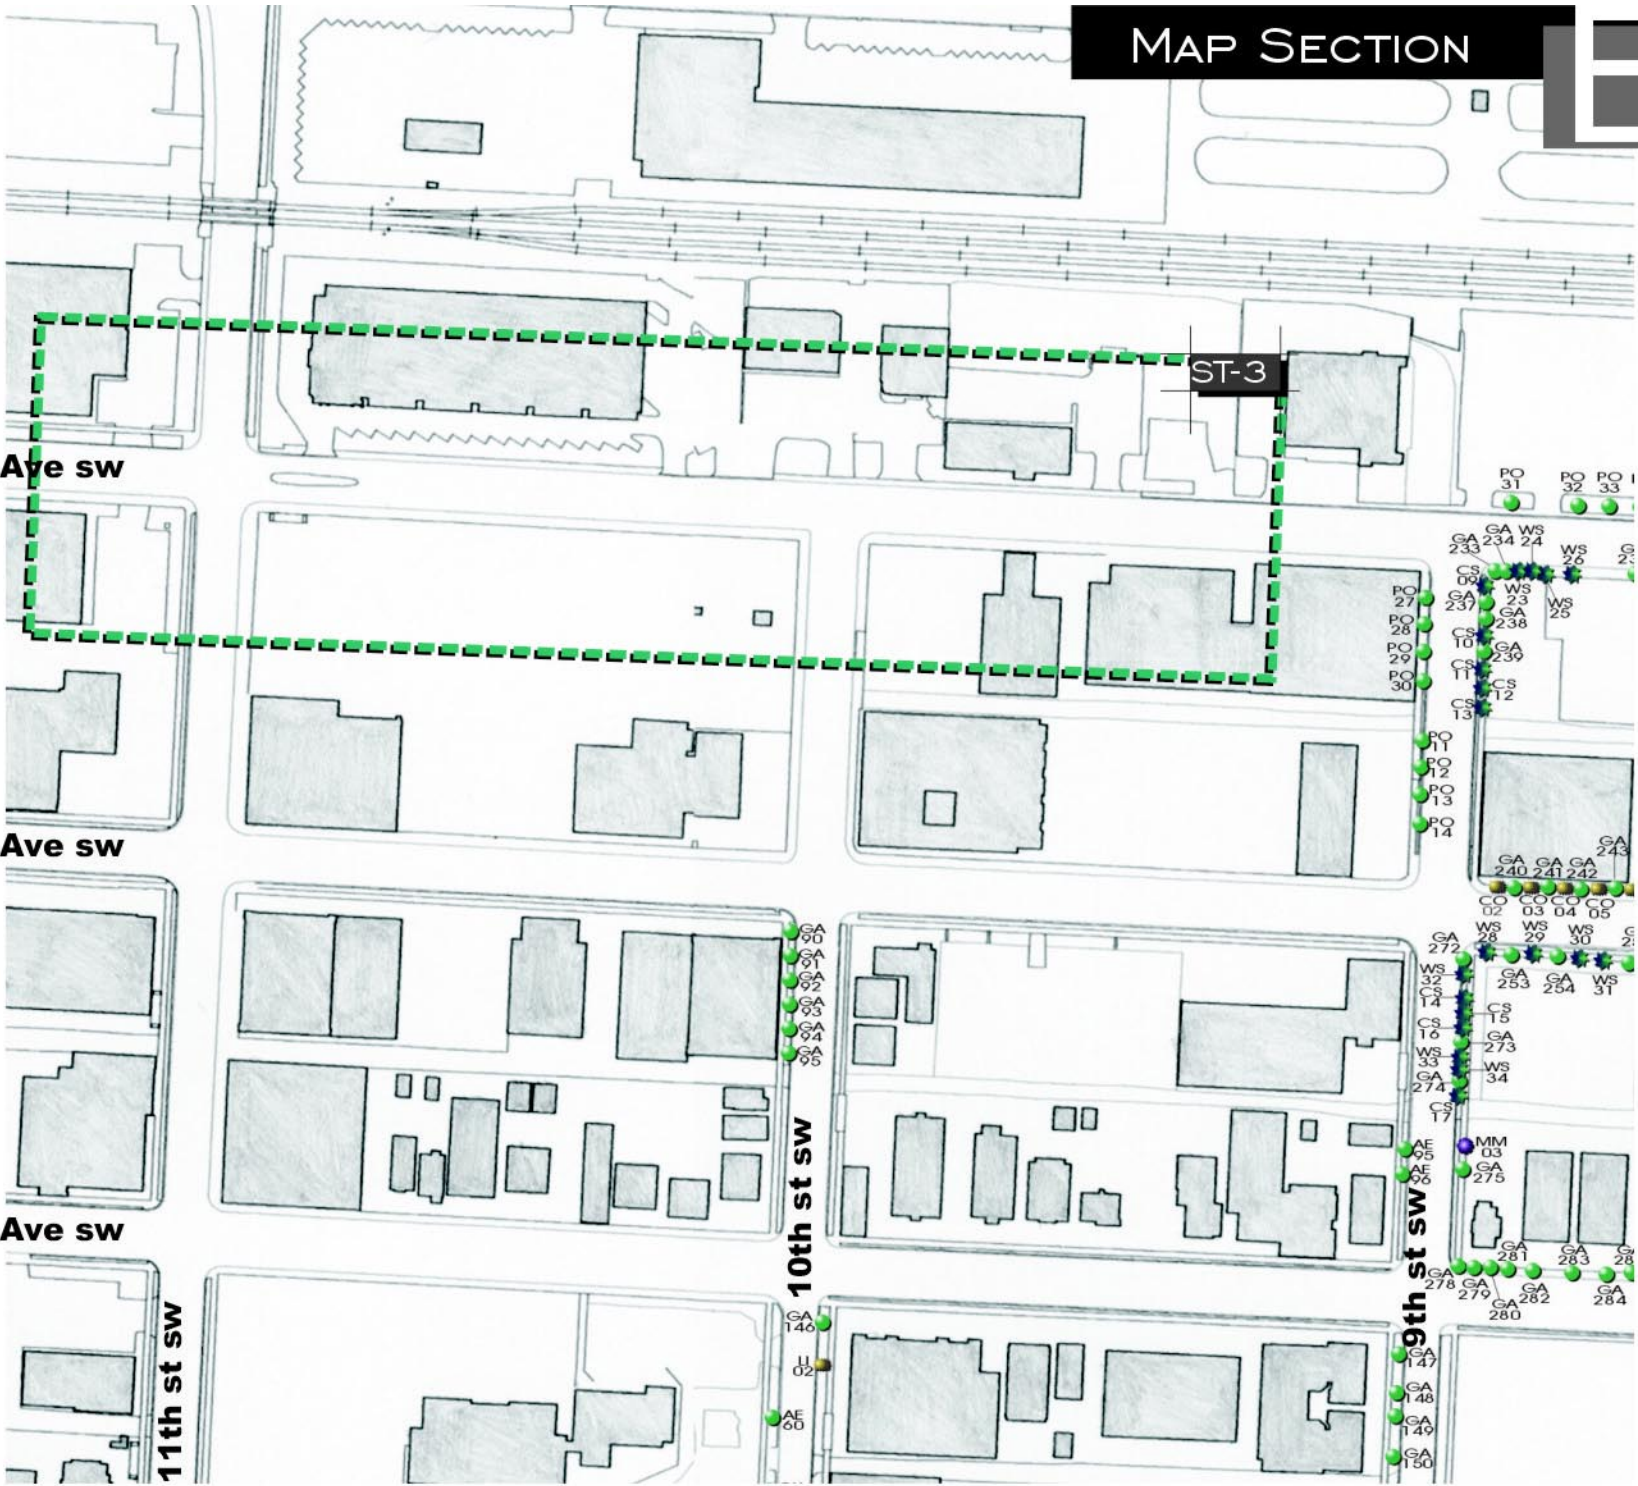 MAP SECTION
E
ST-3
Ave sw
PO
31
PO
32
PO
33
GA
233
GA
234
WS
24
WS
26
CS
09
WS
23
WS
25
GA
237
GA
238
CS
10
GA
239
CS
11
CS
12
CS
13
PO
27
PO
28
PO
29
PO
30
PO
11
PO
12
PO
13
PO
14
Ave sw
GA
243
GA
240
GA
241
GA
242
CO
02
CO
03
CO
04
CO
05
GA
90
GA
91
GA
92
GA
93
GA
94
GA
95
GA
272
WS
28
WS
29
WS
30
WS
32
GA
253
GA
254
WS
31
CS
14
CS
15
CS
16
GA
273
WS
33
WS
34
GA
274
CS
17
10th st sw
AE
95
AE
96
MM
03
GA
275
Ave sw
9th st sw
GA
278
GA
279
GA
280
GA
281
GA
282
GA
283
GA
284
11th st sw
GA
146
LI
02
AE
60
GA
147
GA
148
GA
149
GA
150